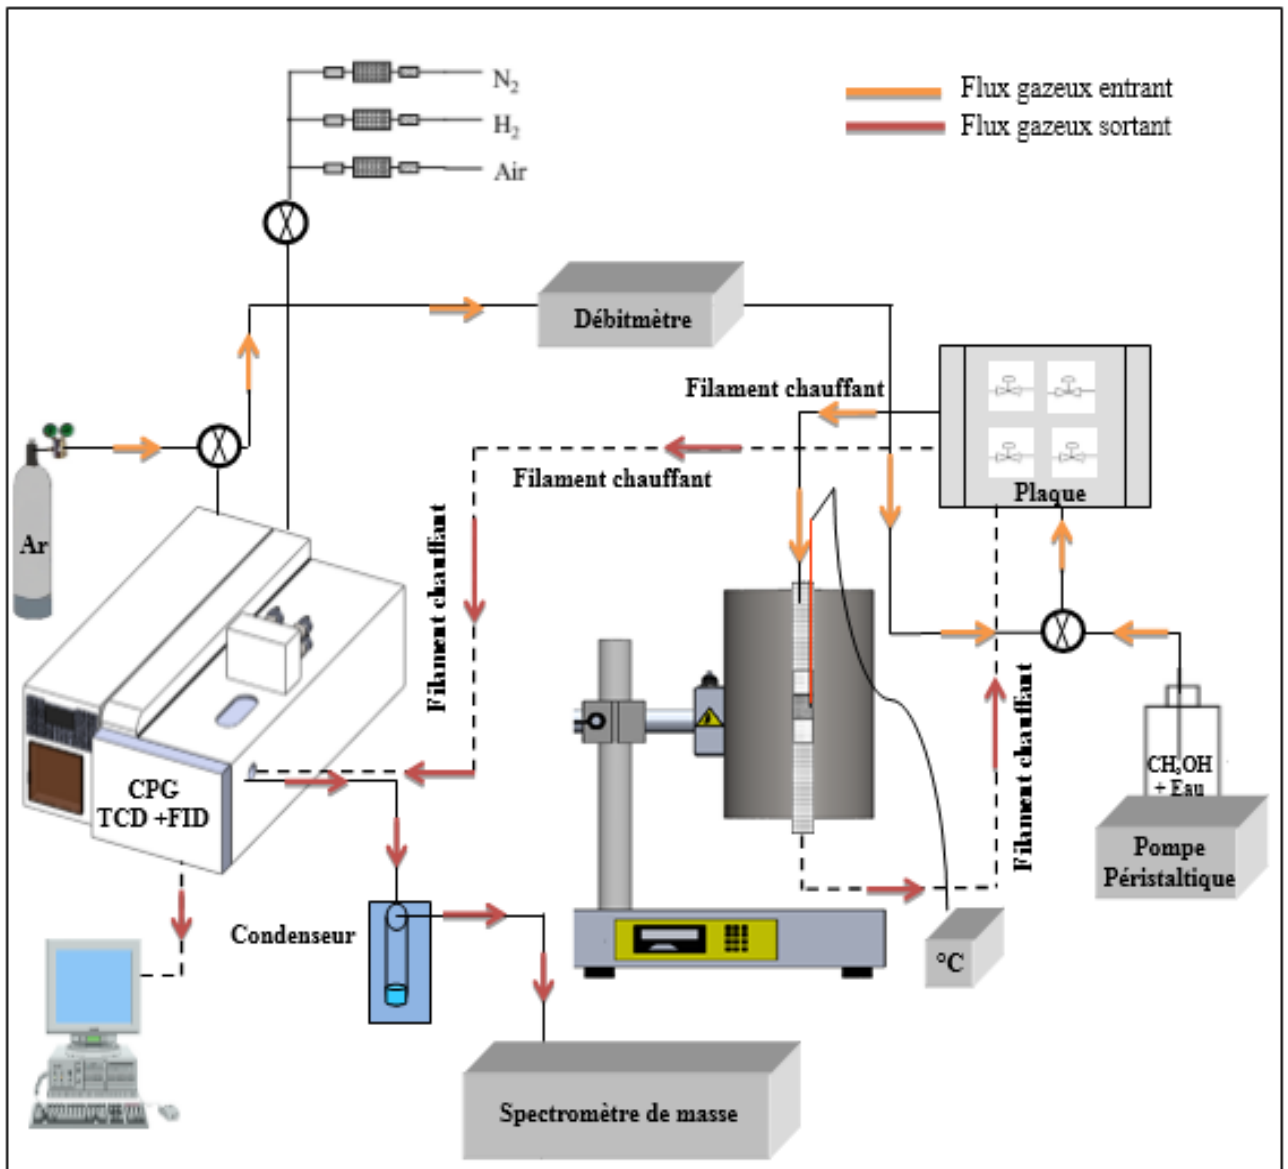 N₂
H₂
Air
Flux gazeux entrant
Flux gazeux sortant
Débitmètre
Filament chauffant
Filament chauffant
Plaque
Ar
Filament chauffant
CH₃OH
+ Eau
Filament chauffant
CPG
TCD +FID
Pompe
Péristaltique
Condenseur
°C
Spectromètre de masse